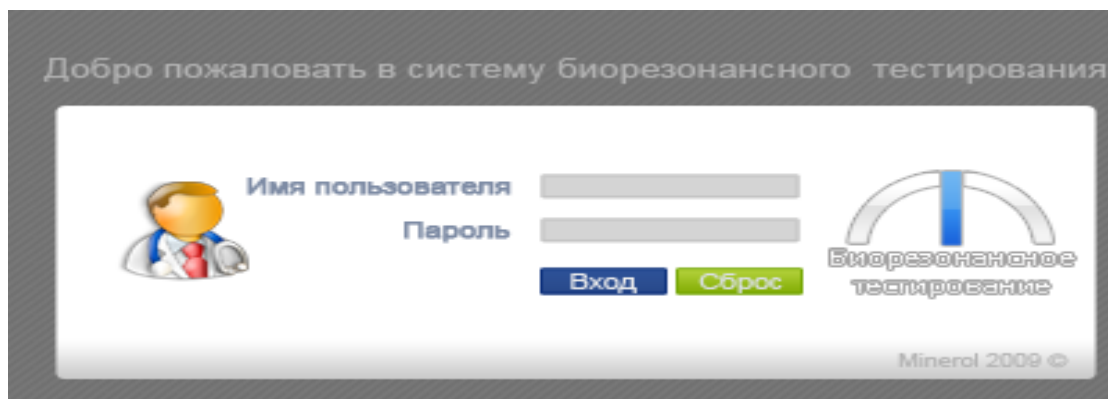 Добро пожаловать в систему биорезонансного тестирования
Имя пользователя
Пароль
Вход Сброс
Биорезонансное
тестирование
Minerol 2009 ©